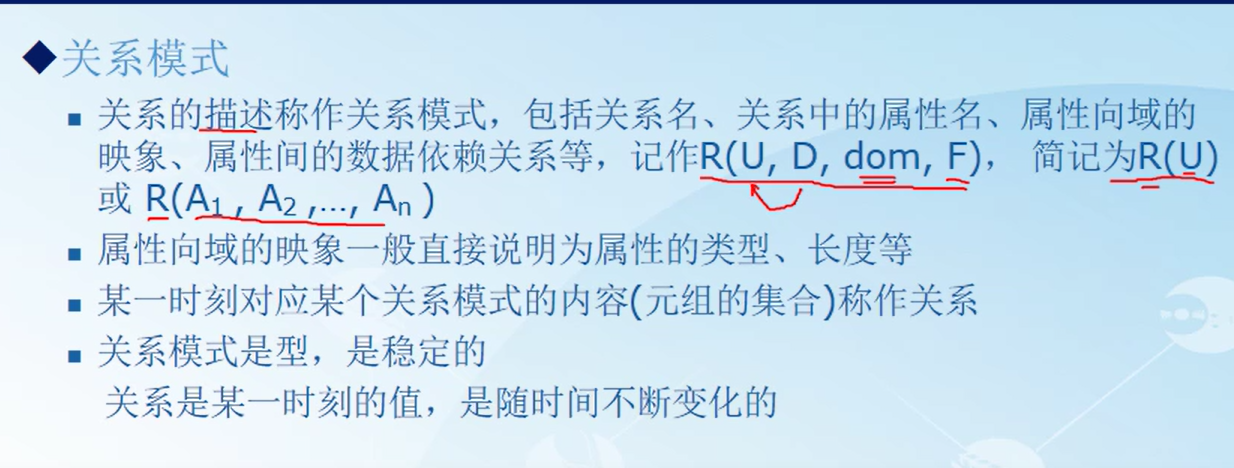 ◆关系模式
▪ 关系的描述称作关系模式，包括关系名、关系中的属性名、属性向域的
映象、属性间的数据依赖关系等，记作R(U, D, dom, F)， 简记为R(U)
或 R(A₁ , A₂ ,…, Aₙ )
▪ 属性向域的映象一般直接说明为属性的类型、长度等
▪ 某一时刻对应某个关系模式的内容(元组的集合)称作关系
▪ 关系模式是型，是稳定的
关系是某一时刻的值，是随时间不断变化的